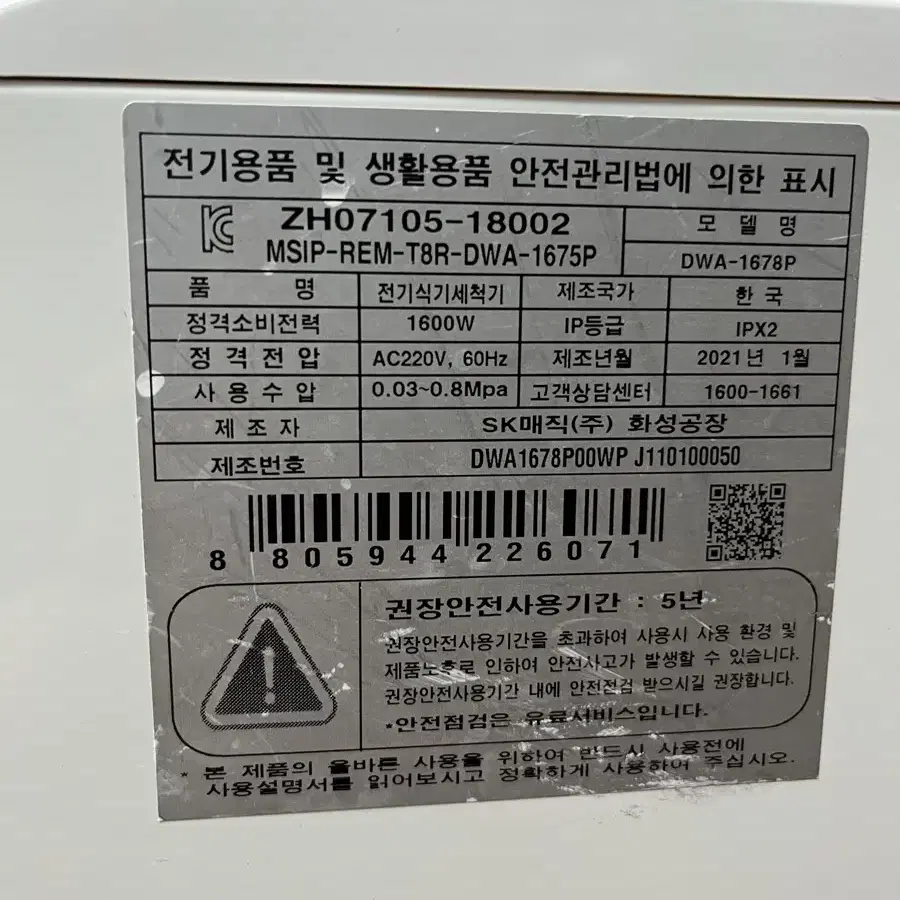 전기용품 및 생활용품 안전관리법에 의한 표시
KC ZH07105-18002 모 델 명
MSIP-REM-T8R-DWA-1675P DWA-1678P
품 명 전기식기세척기 제조국가 한 국
정격소비전력 1600W IP등급 IPX2
정 격 전 압 AC220V, 60Hz 제조년월 2021년 1월
사 용 수 압 0.03~0.8Mpa 고객상담센터 1600-1661
제 조 자 SK매직(주) 화성공장
제조번호 DWA1678P00WP J110100050
8 805944 226071
권장안전사용기간 : 5년
권장안전사용기간을 초과하여 사용시 사용 환경 및
제품노후로 인하여 안전사고가 발생할 수 있습니다.
권장안전사용기간 내에 안전점검 받으시길 권장합니다.
*안전점검은 유료서비스입니다.
* 본 제품의 올바른 사용을 위하여 반드시 사용전에
사용설명서를 읽어보시고 정확하게 사용하여 주십시오.